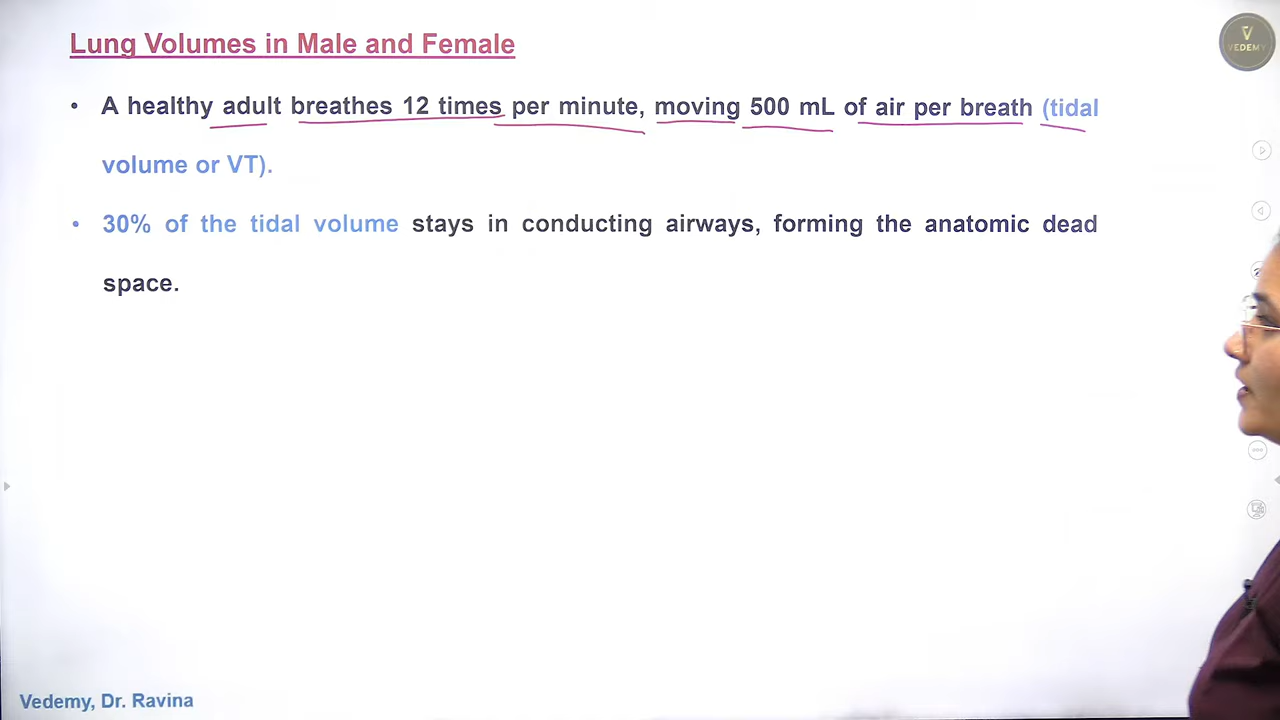 Lung Volumes in Male and Female
VEDEMY
• A healthy adult breathes 12 times per minute, moving 500 mL of air per breath (tidal
volume or VT).
• 30% of the tidal volume stays in conducting airways, forming the anatomic dead
space.
Vedemy, Dr. Ravina